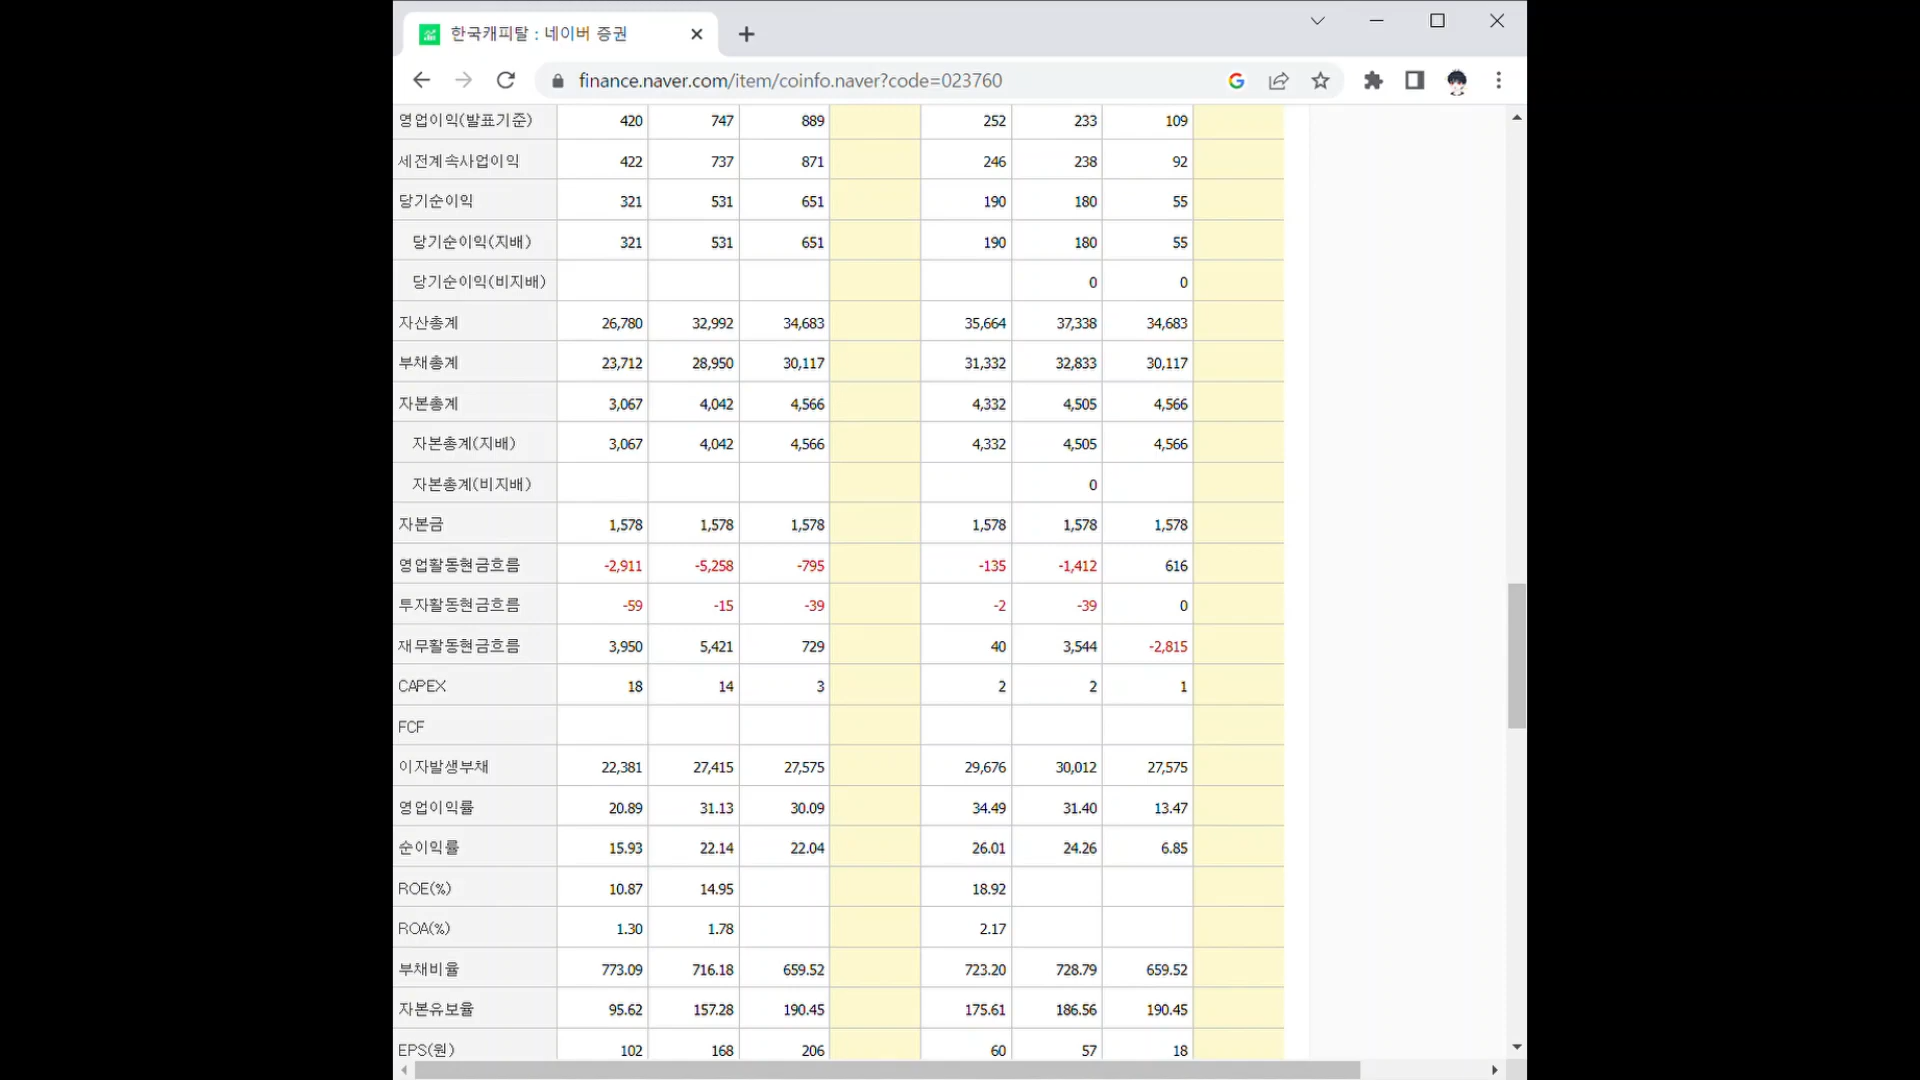 한국캐피탈 : 네이버 증권
finance.naver.com/item/coinfo.naver?code=023760
영업이익(발표기준) 420 747 889 252 233 109
세전계속사업이익 422 737 871 246 238 92
당기순이익 321 531 651 190 180 55
당기순이익(지배) 321 531 651 190 180 55
당기순이익(비지배) 0 0
자산총계 26,780 32,992 34,683 35,664 37,338 34,683
부채총계 23,712 28,950 30,117 31,332 32,833 30,117
자본총계 3,067 4,042 4,566 4,332 4,505 4,566
자본총계(지배) 3,067 4,042 4,566 4,332 4,505 4,566
자본총계(비지배) 0
자본금 1,578 1,578 1,578 1,578 1,578 1,578
영업활동현금흐름 -2,911 -5,258 -795 -135 -1,412 616
투자활동현금흐름 -59 -15 -39 -2 -39 0
재무활동현금흐름 3,950 5,421 729 40 3,544 -2,815
CAPEX 18 14 3 2 2 1
FCF
이자발생부채 22,381 27,415 27,575 29,676 30,012 27,575
영업이익률 20.89 31.13 30.09 34.49 31.40 13.47
순이익률 15.93 22.14 22.04 26.01 24.26 6.85
ROE(%) 10.87 14.95 18.92
ROA(%) 1.30 1.78 2.17
부채비율 773.09 716.18 659.52 723.20 728.79 659.52
자본유보율 95.62 157.28 190.45 175.61 186.56 190.45
EPS(원) 102 168 206 60 57 18